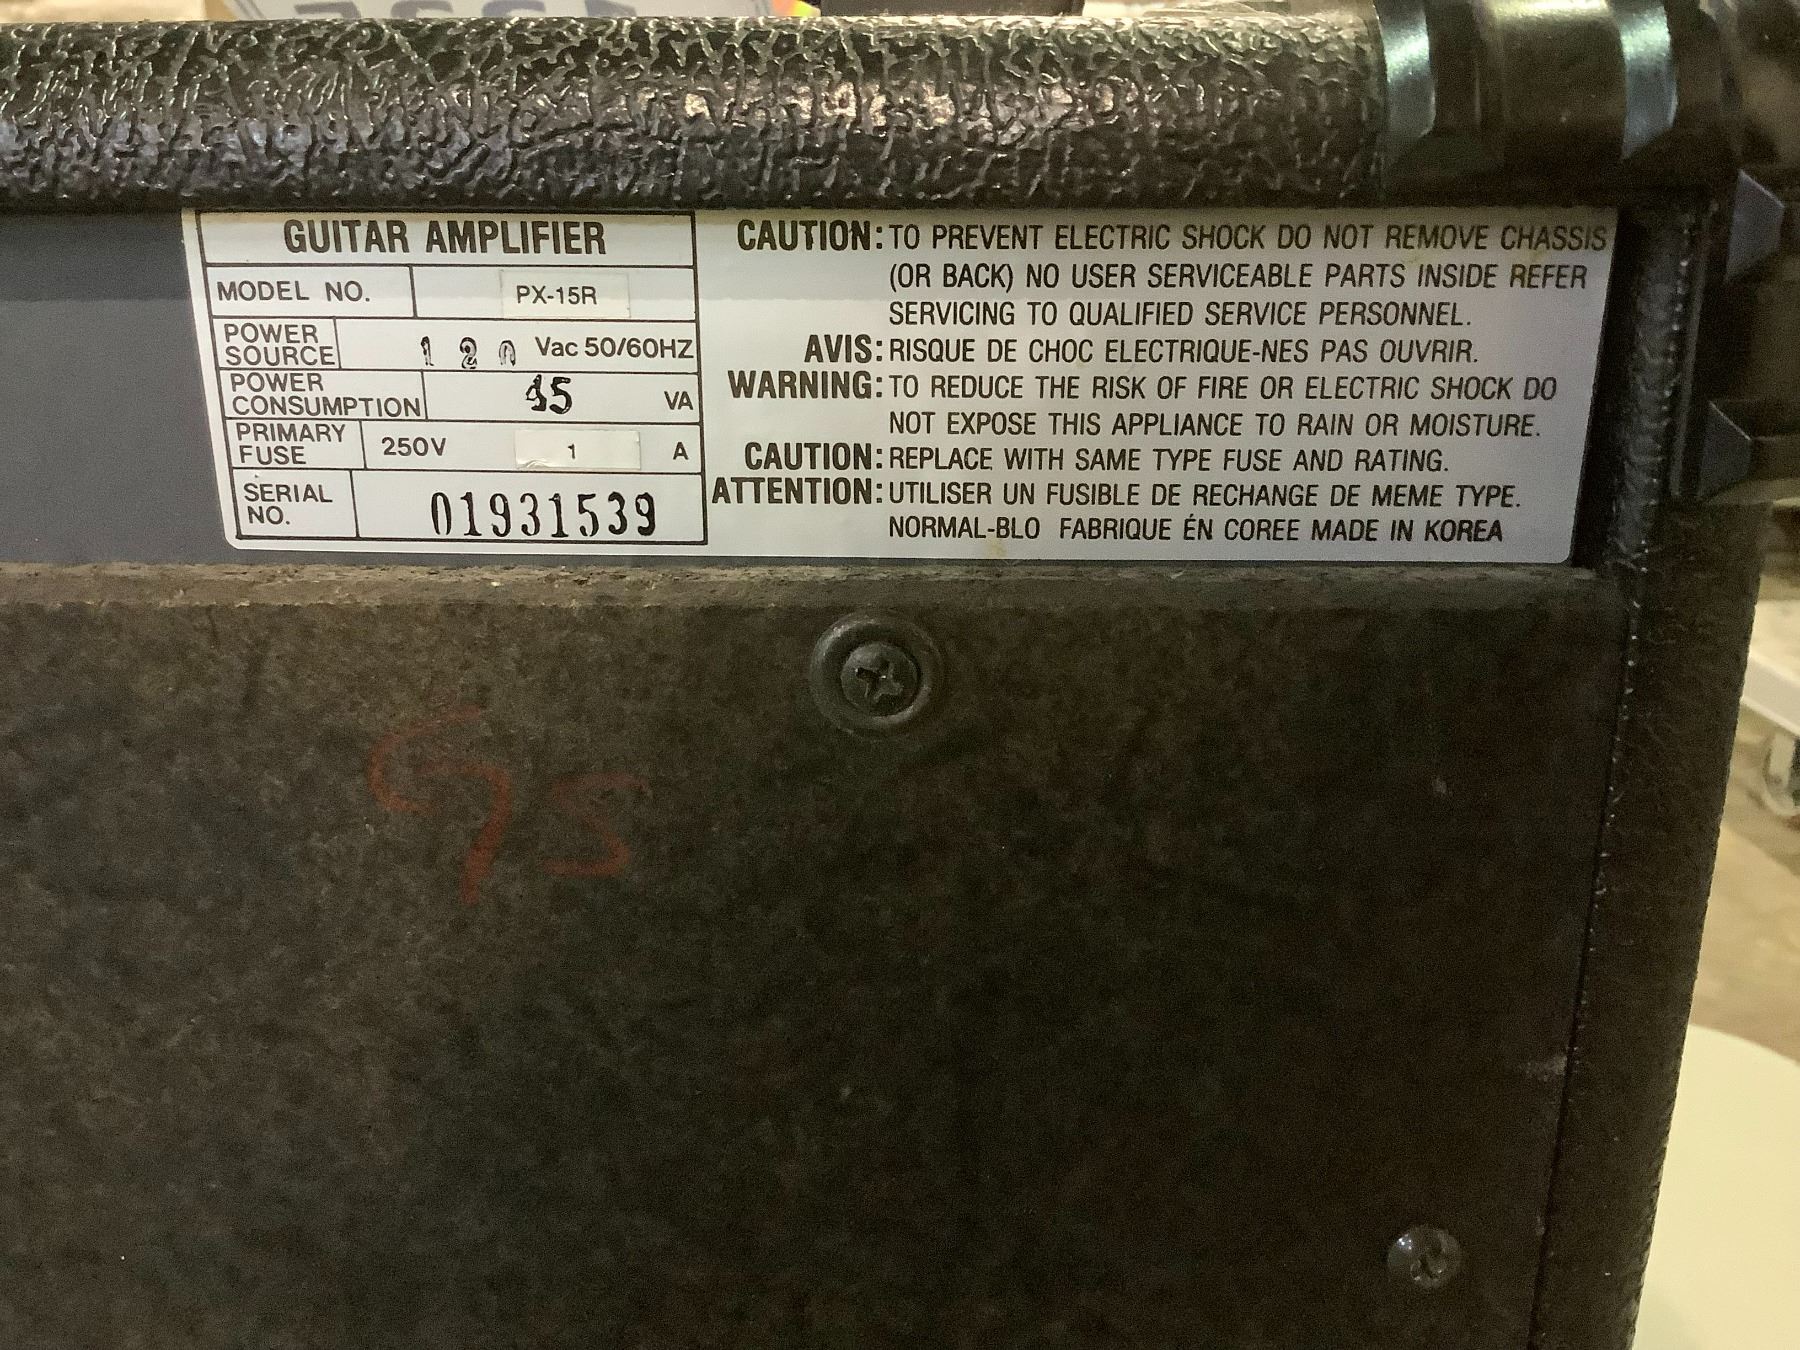 GUITAR AMPLIFIER
MODEL NO. PX-15R
POWER SOURCE 120 Vac 50/60HZ
POWER CONSUMPTION 45 VA
PRIMARY FUSE 250V 1 A
SERIAL NO. 01931539
CAUTION: TO PREVENT ELECTRIC SHOCK DO NOT REMOVE CHASSIS
(OR BACK) NO USER SERVICEABLE PARTS INSIDE REFER
SERVICING TO QUALIFIED SERVICE PERSONNEL.
AVIS: RISQUE DE CHOC ELECTRIQUE-NES PAS OUVRIR.
WARNING: TO REDUCE THE RISK OF FIRE OR ELECTRIC SHOCK DO
NOT EXPOSE THIS APPLIANCE TO RAIN OR MOISTURE.
CAUTION: REPLACE WITH SAME TYPE FUSE AND RATING.
ATTENTION: UTILISER UN FUSIBLE DE RECHANGE DE MEME TYPE.
NORMAL-BLO FABRIQUE ÉN COREE MADE IN KOREA